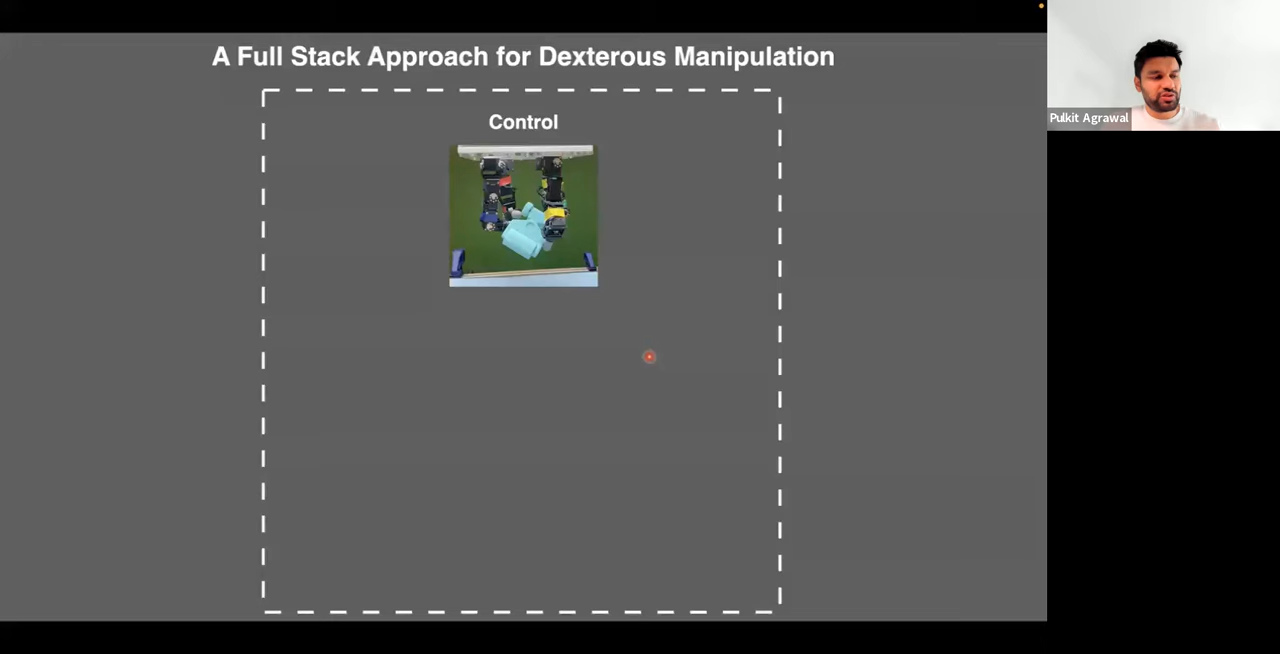 A Full Stack Approach for Dexterous Manipulation
Control
Pulkit Agrawal